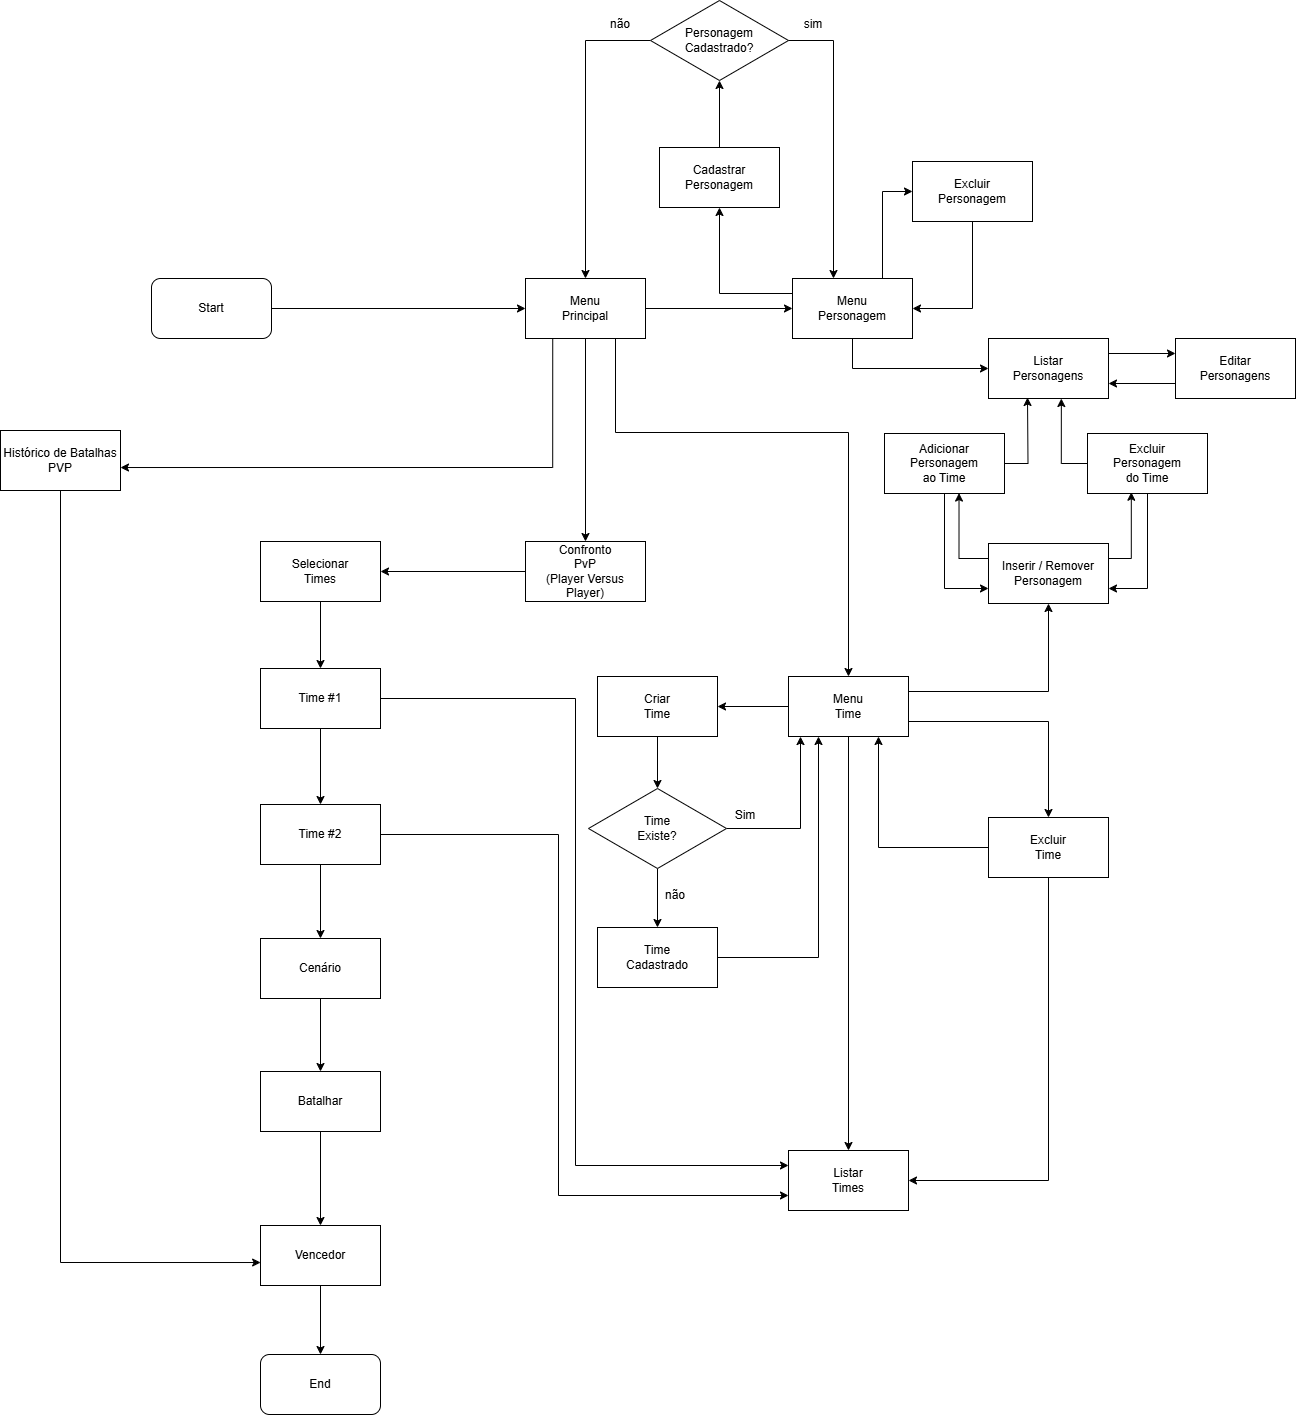 não
Personagem
Cadastrado?
sim
Cadastrar
Personagem
Excluir
Personagem
Start
Menu
Principal
Menu
Personagem
Listar
Personagens
Editar
Personagens
Histórico de Batalhas
PVP
Adicionar
Personagem
ao Time
Excluir
Personagem
do Time
Selecionar
Times
Confronto
PvP
(Player Versus
Player)
Inserir / Remover
Personagem
Time #1
Criar
Time
Menu
Time
Time #2
Time
Existe?
Sim
Excluir
Time
não
Time
Cadastrado
Cenário
Batalhar
Listar
Times
Vencedor
End